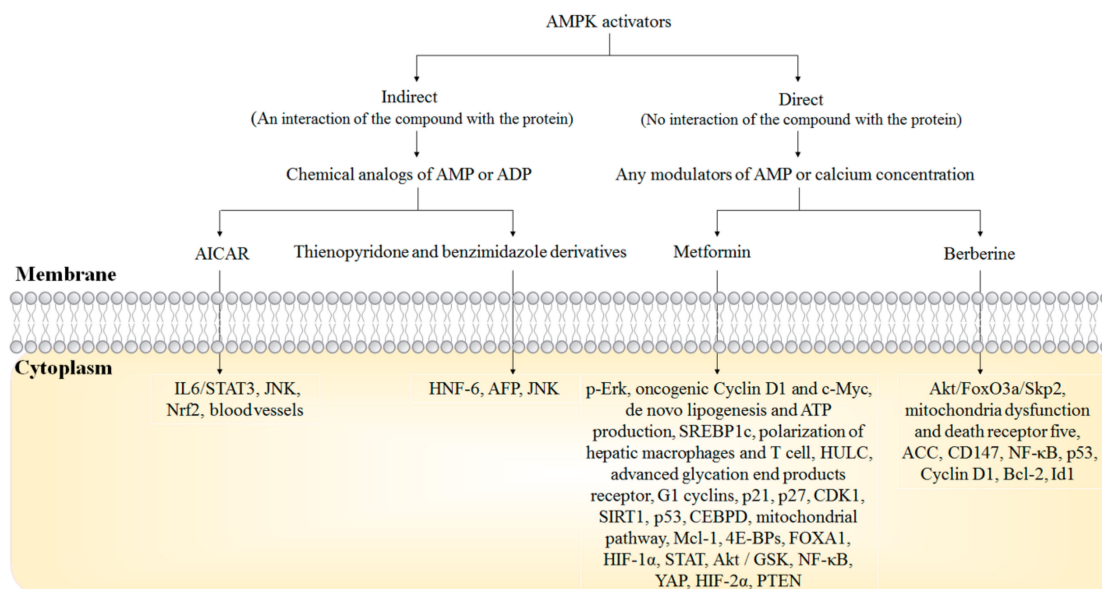 AMPK activators
Indirect
(An interaction of the compound with the protein)
Direct
(No interaction of the compound with the protein)
Chemical analogs of AMP or ADP
Any modulators of AMP or calcium concentration
AICAR
Thienopyridone and benzimidazole derivatives
Metformin
Berberine
Membrane
Cytoplasm
IL6/STAT3, JNK,
Nrf2, blood vessels
HNF-6, AFP, JNK
p-Erk, oncogenic Cyclin D1 and c-Myc,
de novo lipogenesis and ATP
production, SREBP1c, polarization of
hepatic macrophages and T cell, HULC,
advanced glycation end products
receptor, G1 cyclins, p21, p27, CDK1,
SIRT1, p53, CEBPD, mitochondrial
pathway, Mcl-1, 4E-BPs, FOXA1,
HIF-1α, STAT, Akt / GSK, NF-κB,
YAP, HIF-2α, PTEN
Akt/FoxO3a/Skp2,
mitochondria dysfunction
and death receptor five,
ACC, CD147, NF-κB, p53,
Cyclin D1, Bcl-2, Id1